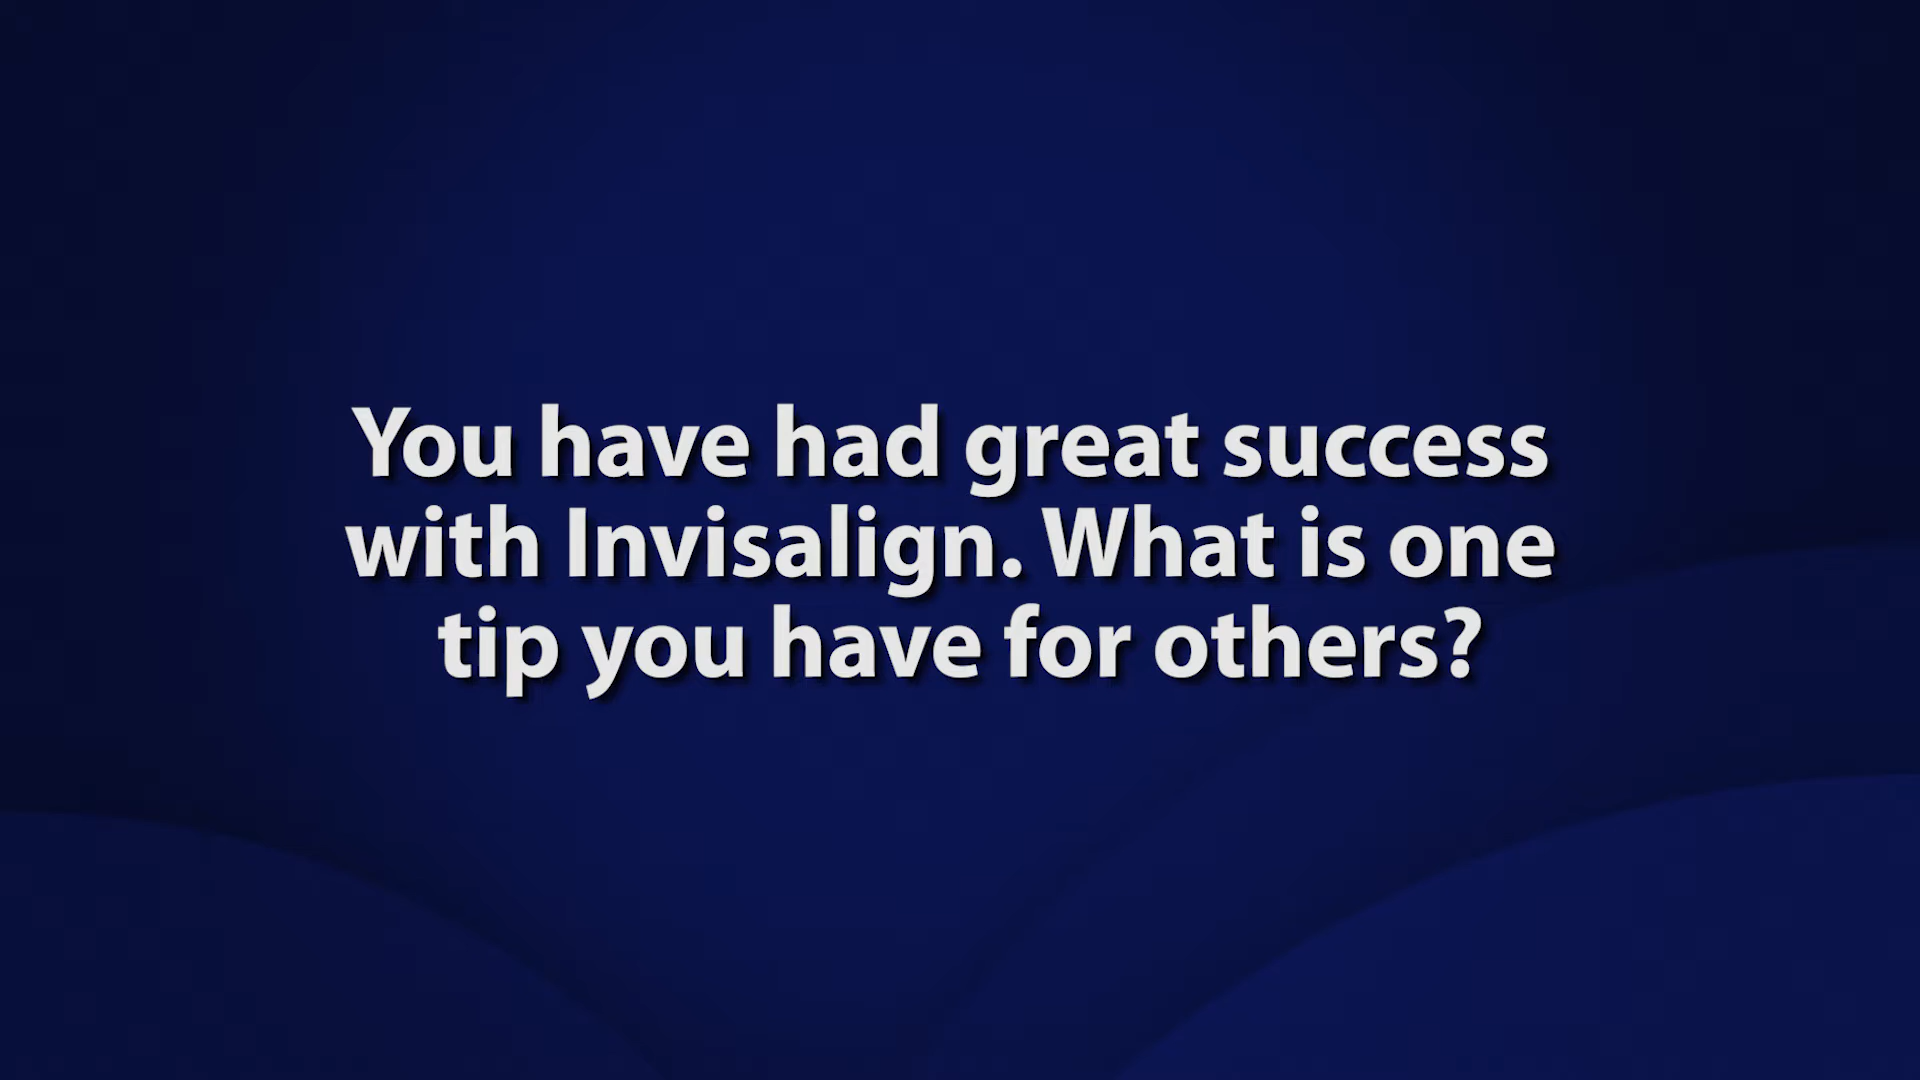 You have had great success
with Invisalign. What is one
tip you have for others?